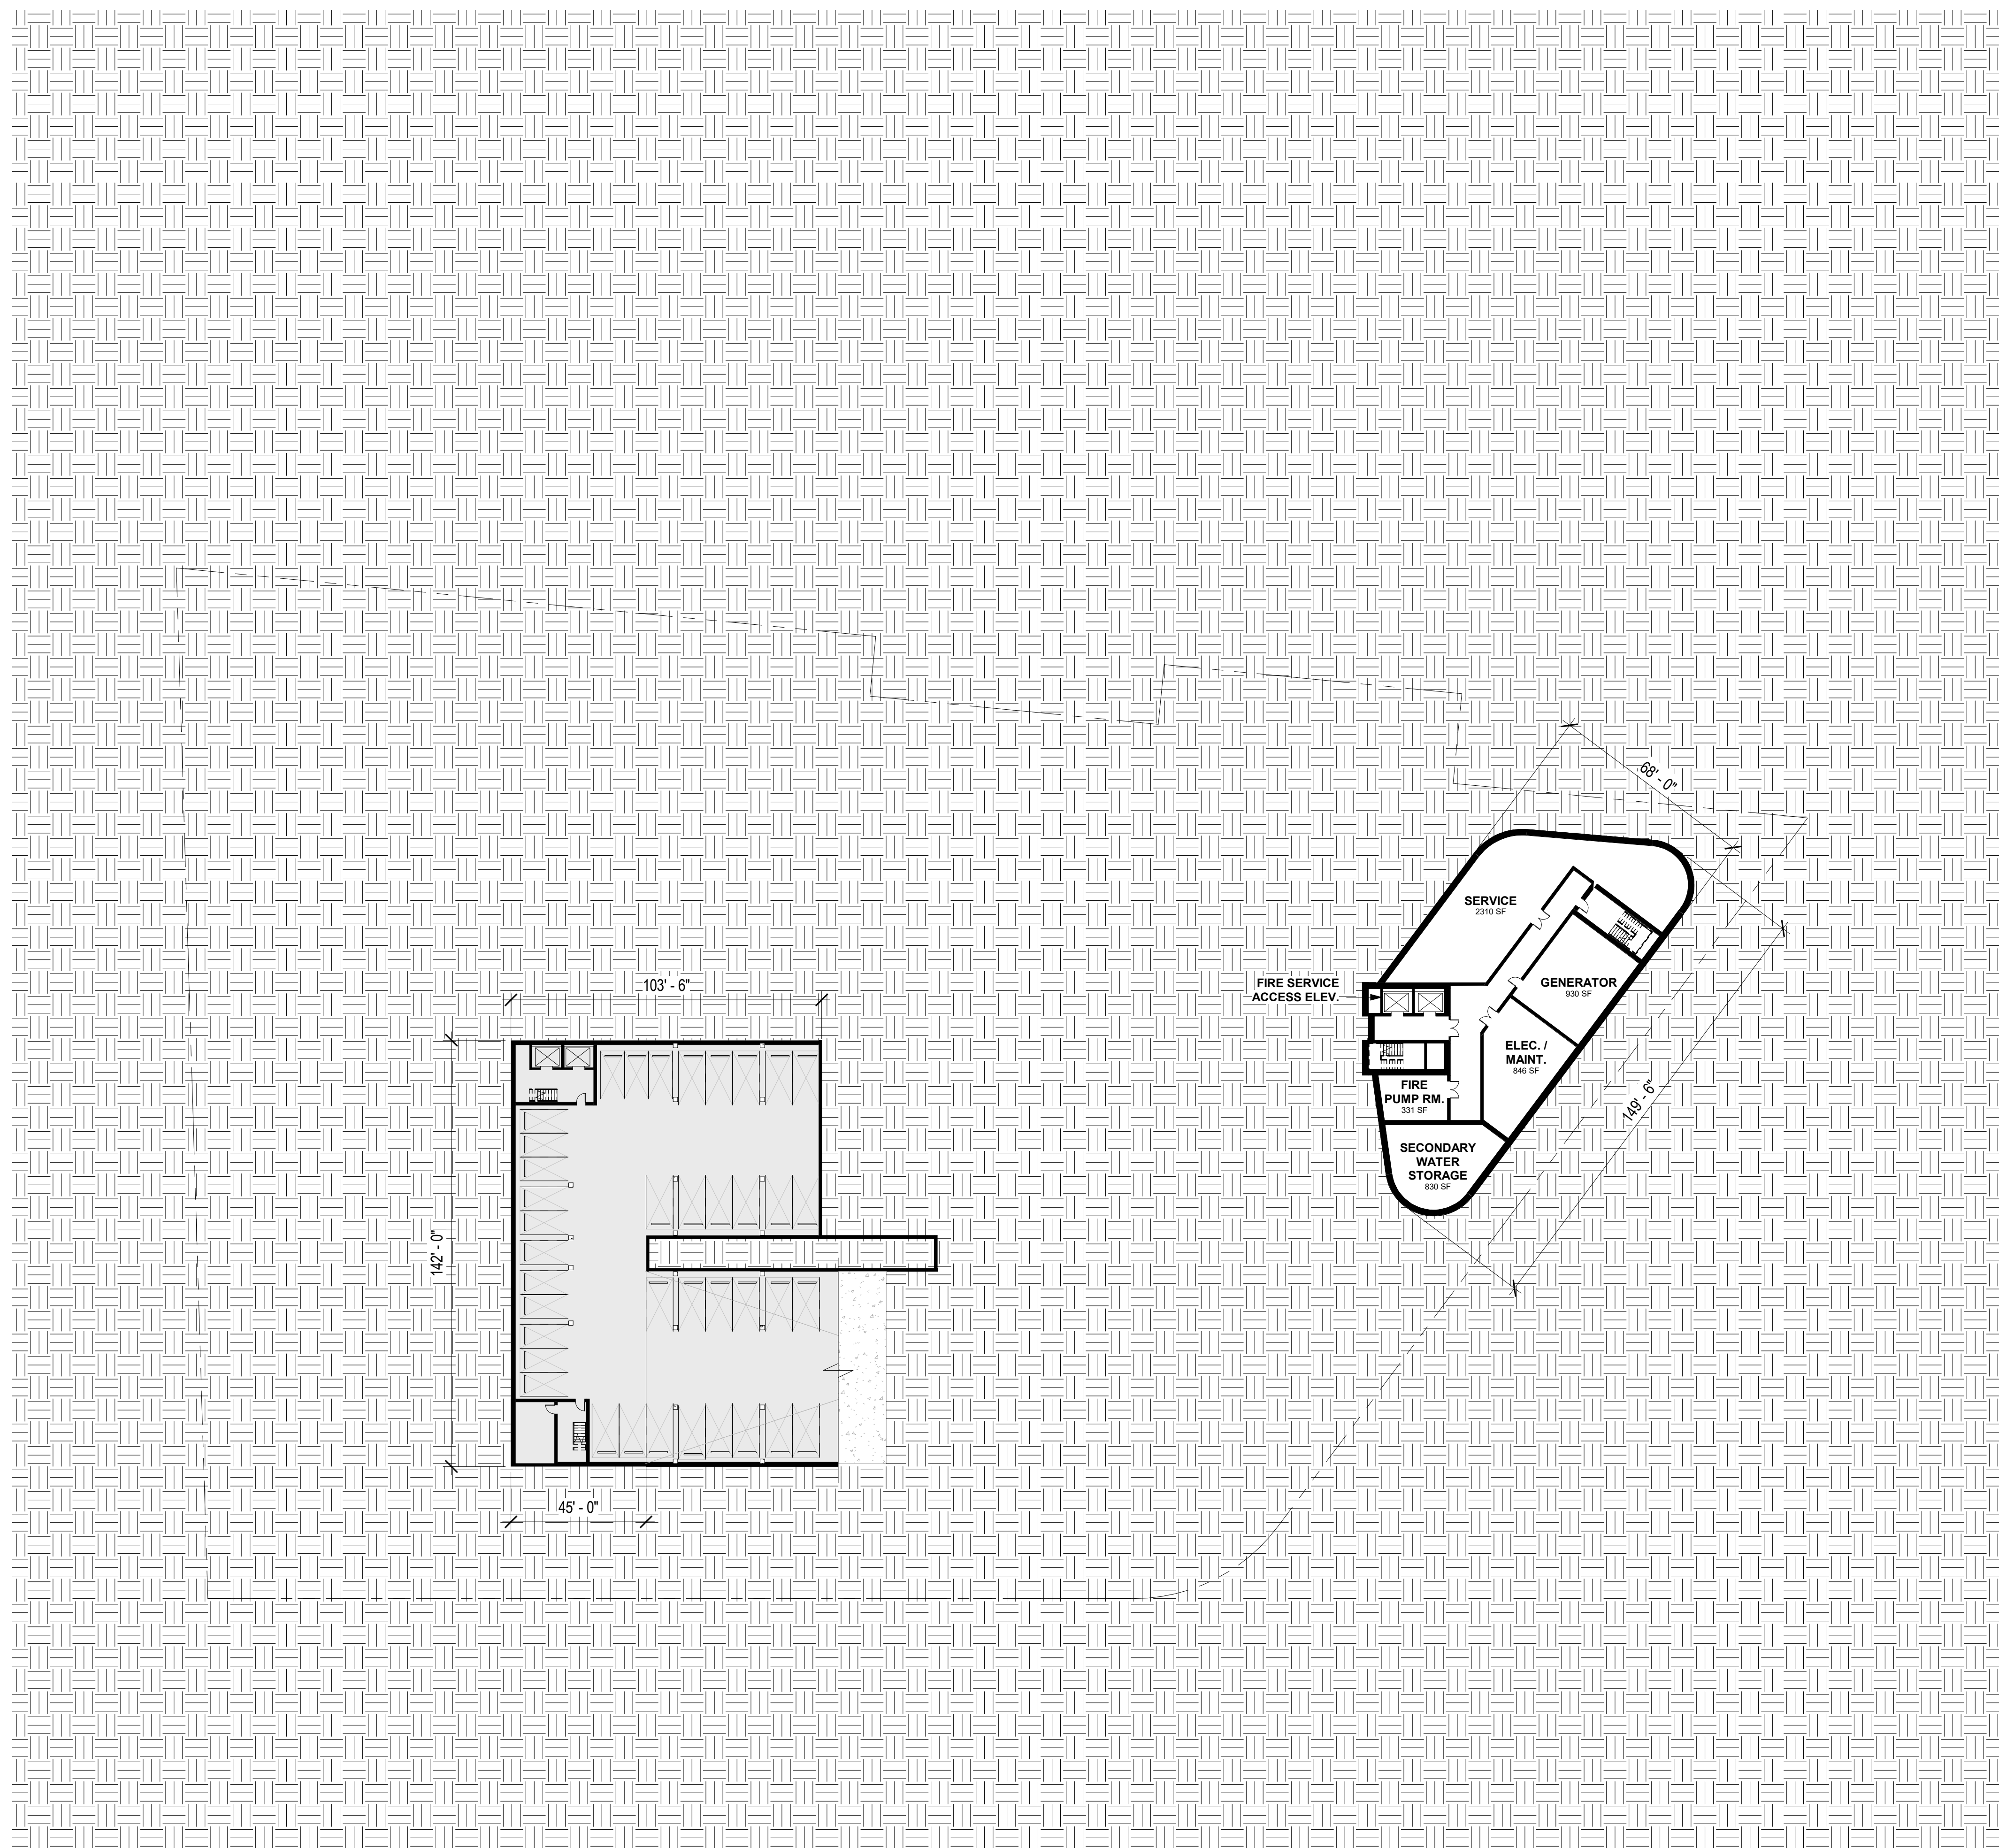 68' - 0"
SERVICE
2310 SF
FIRE SERVICE
ACCESS ELEV.
GENERATOR
930 SF
103' - 6"
ELEC. /
MAINT.
846 SF
FIRE
PUMP RM.
331 SF
149' - 6"
SECONDARY
WATER
STORAGE
830 SF
142' - 0"
45' - 0"